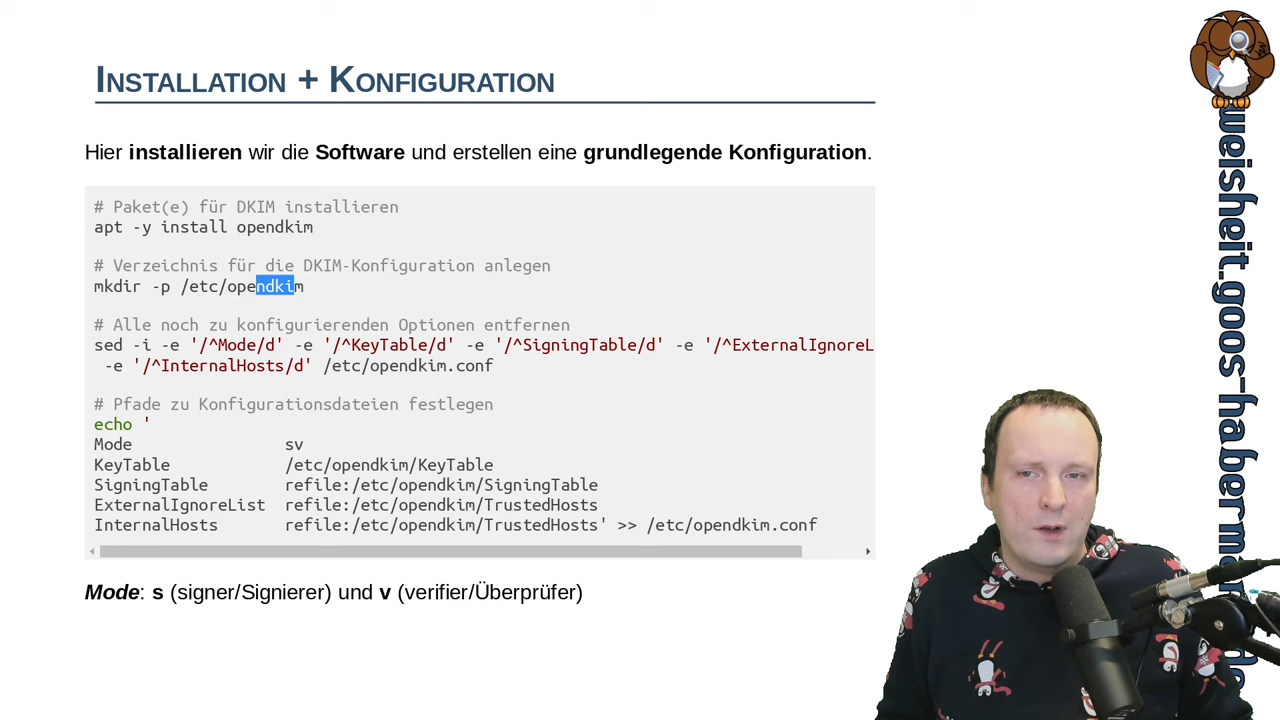 Installation + Konfiguration
Hier installieren wir die Software und erstellen eine grundlegende Konfiguration.
# Paket(e) für DKIM installieren
apt -y install opendkim
# Verzeichnis für die DKIM-Konfiguration anlegen
mkdir -p /etc/opendkim
# Alle noch zu konfigurierenden Optionen entfernen
sed -i -e '/^Mode/d' -e '/^KeyTable/d' -e '/^SigningTable/d' -e '/^ExternalIgnoreL
-e '/^InternalHosts/d' /etc/opendkim.conf
# Pfade zu Konfigurationsdateien festlegen
echo '
Mode sv
KeyTable /etc/opendkim/KeyTable
SigningTable refile:/etc/opendkim/SigningTable
ExternalIgnoreList refile:/etc/opendkim/TrustedHosts
InternalHosts refile:/etc/opendkim/TrustedHosts' >> /etc/opendkim.conf
Mode: s (signer/Signierer) und v (verifier/Überprüfer)